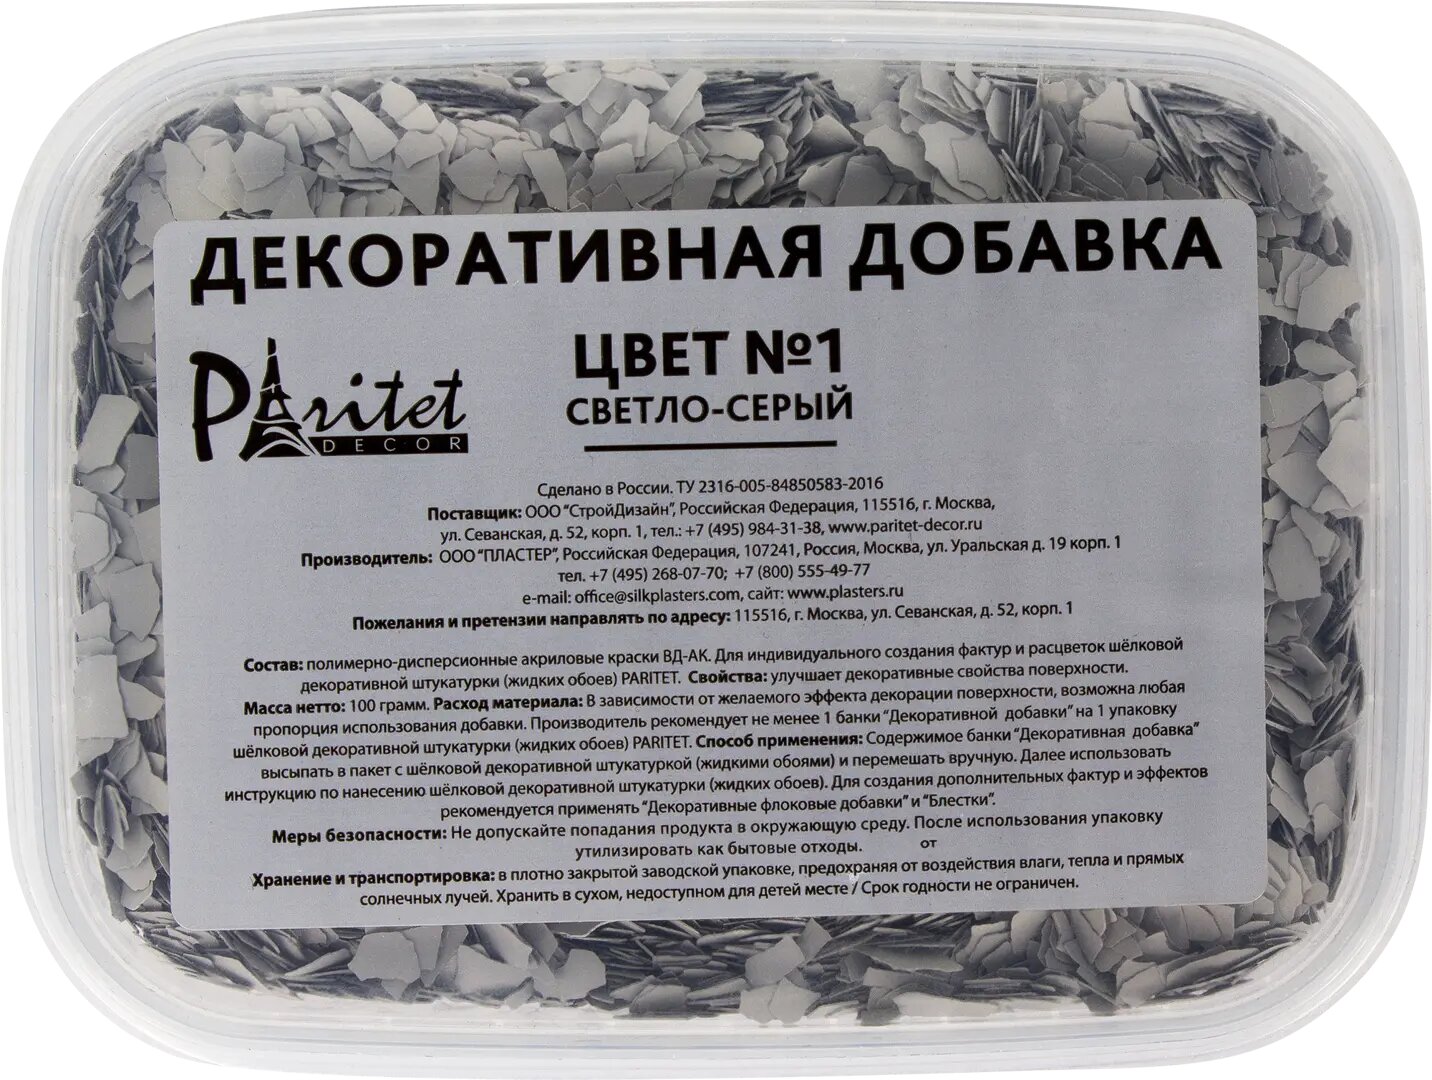 ДЕКОРАТИВНАЯ ДОБАВКА
Paritet
DECOR
ЦВЕТ №1
СВЕТЛО-СЕРЫЙ
Сделано в России. ТУ 2316-005-84850583-2016
Поставщик: ООО "СтройДизайн", Российская Федерация, 115516, г. Москва,
ул. Севанская, д. 52, корп. 1, тел.: +7 (495) 984-31-38, www.paritet-decor.ru
Производитель: ООО "ПЛАСТЕР", Российская Федерация, 107241, Россия, Москва, ул. Уральская д. 19 корп. 1
тел. +7 (495) 268-07-70; +7 (800) 555-49-77
e-mail: office@silkplasters.com, сайт: www.plasters.ru
Пожелания и претензии направлять по адресу: 115516, г. Москва, ул. Севанская, д. 52, корп. 1
Состав: полимерно-дисперсионные акриловые краски ВД-АК. Для индивидуального создания фактур и расцветок шёлковой
декоративной штукатурки (жидких обоев) PARITET. Свойства: улучшает декоративные свойства поверхности.
Масса нетто: 100 грамм. Расход материала: В зависимости от желаемого эффекта декорации поверхности, возможна любая
пропорция использования добавки. Производитель рекомендует не менее 1 банки "Декоративной добавки" на 1 упаковку
шёлковой декоративной штукатурки (жидких обоев) PARITET. Способ применения: Содержимое банки "Декоративная добавка"
высыпать в пакет с шёлковой декоративной штукатуркой (жидкими обоями) и перемешать вручную. Далее использовать
инструкцию по нанесению шёлковой декоративной штукатурки (жидких обоев). Для создания дополнительных фактур и эффектов
рекомендуется применять "Декоративные флоковые добавки" и "Блестки".
Меры безопасности: Не допускайте попадания продукта в окружающую среду. После использования упаковку
утилизировать как бытовые отходы. от
Хранение и транспортировка: в плотно закрытой заводской упаковке, предохраняя от воздействия влаги, тепла и прямых
солнечных лучей. Хранить в сухом, недоступном для детей месте / Срок годности не ограничен.